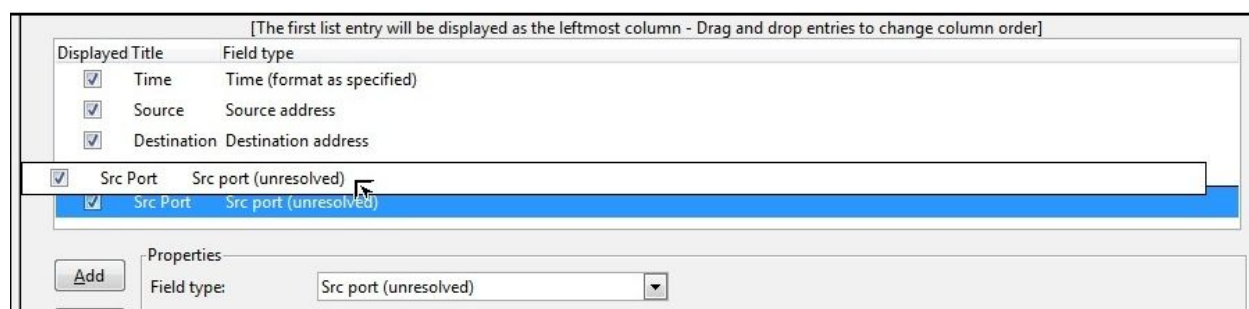 [The first list entry will be displayed as the leftmost column - Drag and drop entries to change column order]
Displayed Title Field type
Time Time (format as specified)
Source Source address
Destination Destination address
Src Port Src port (unresolved)
Src Port Src port (unresolved)
Properties
Add
Field type: Src port (unresolved)